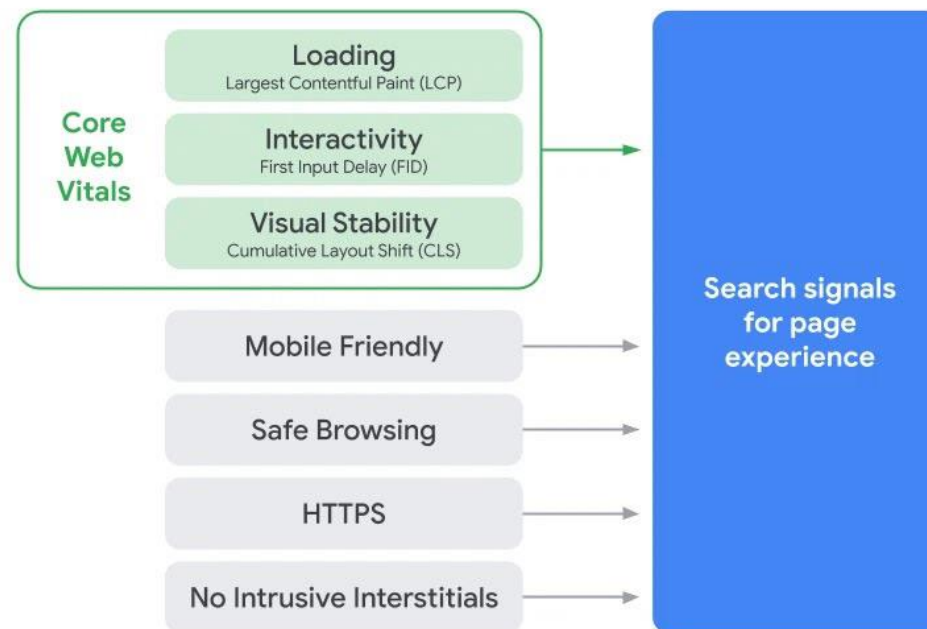 Core
Web
Vitals
Loading
Largest Contentful Paint (LCP)
Interactivity
First Input Delay (FID)
Visual Stability
Cumulative Layout Shift (CLS)
Mobile Friendly
Safe Browsing
HTTPS
No Intrusive Interstitials
Search signals
for page
experience